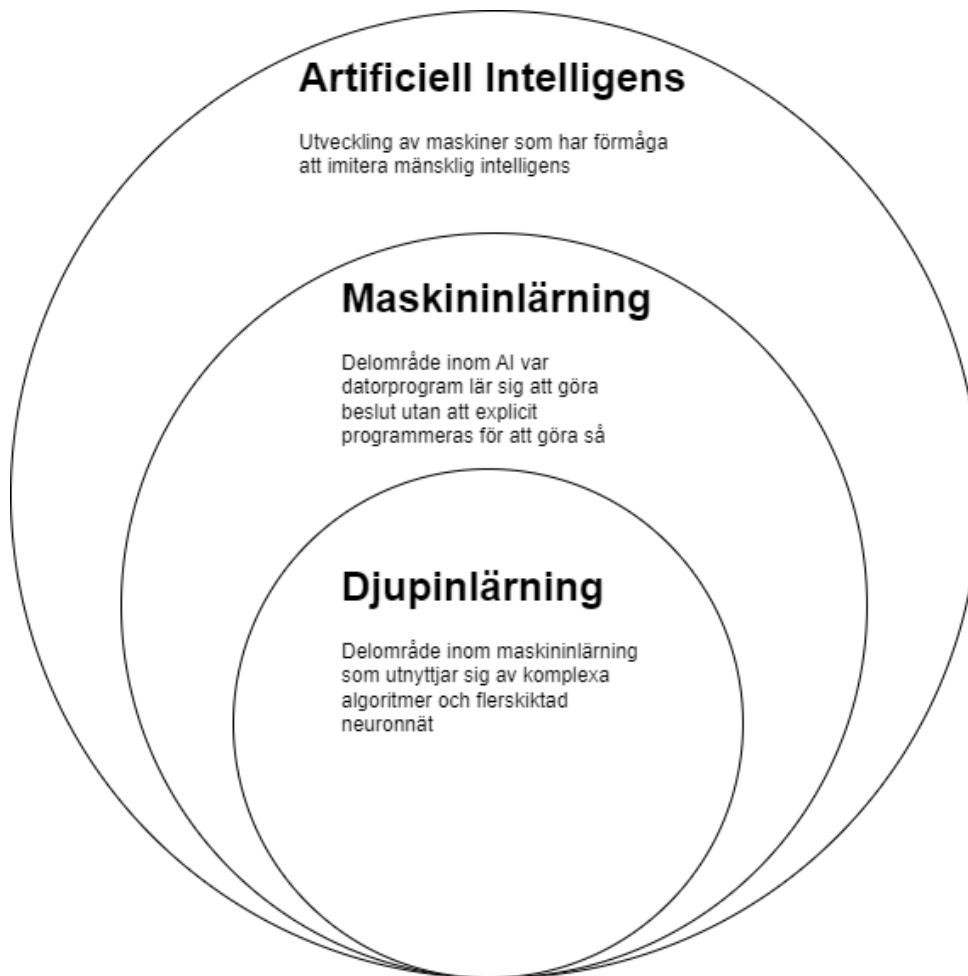 Artificiell Intelligens
Utveckling av maskiner som har förmåga
att imitera mänsklig intelligens
Maskininlärning
Delområde inom AI var
datorprogram lär sig att göra
beslut utan att explicit
programmeras för att göra så
Djupinlärning
Delområde inom maskininlärning
som utnyttjar sig av komplexa
algoritmer och flerskiktad
neuronnät